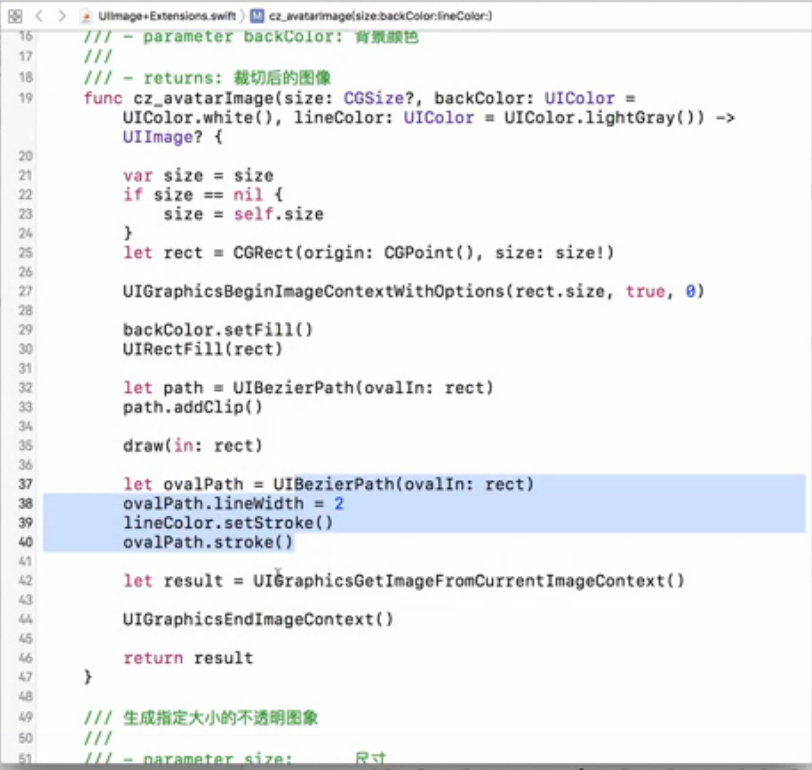 UIImage+Extensions.swift 〉 M cz_avatarImage(size:backColor:lineColor:)
16 /// - parameter backColor: 背景颜色
17 ///
18 /// - returns: 裁切后的图像
19 func cz_avatarImage(size: CGSize?, backColor: UIColor =
UIColor.white(), lineColor: UIColor = UIColor.lightGray()) ->
UIImage? {
20
21 var size = size
22 if size == nil {
23 size = self.size
24 }
25 let rect = CGRect(origin: CGPoint(), size: size!)
26
27 UIGraphicsBeginImageContextWithOptions(rect.size, true, 0)
28
29 backColor.setFill()
30 UIRectFill(rect)
31
32 let path = UIBezierPath(ovalIn: rect)
33 path.addClip()
34
35 draw(in: rect)
36
37 let ovalPath = UIBezierPath(ovalIn: rect)
38 ovalPath.lineWidth = 2
39 lineColor.setStroke()
40 ovalPath.stroke()
41
42 let result = UIGraphicsGetImageFromCurrentImageContext()
43
44 UIGraphicsEndImageContext()
45
46 return result
47 }
48
49 /// 生成指定大小的不透明图象
50 ///
51 /// - parameter size: 尺寸